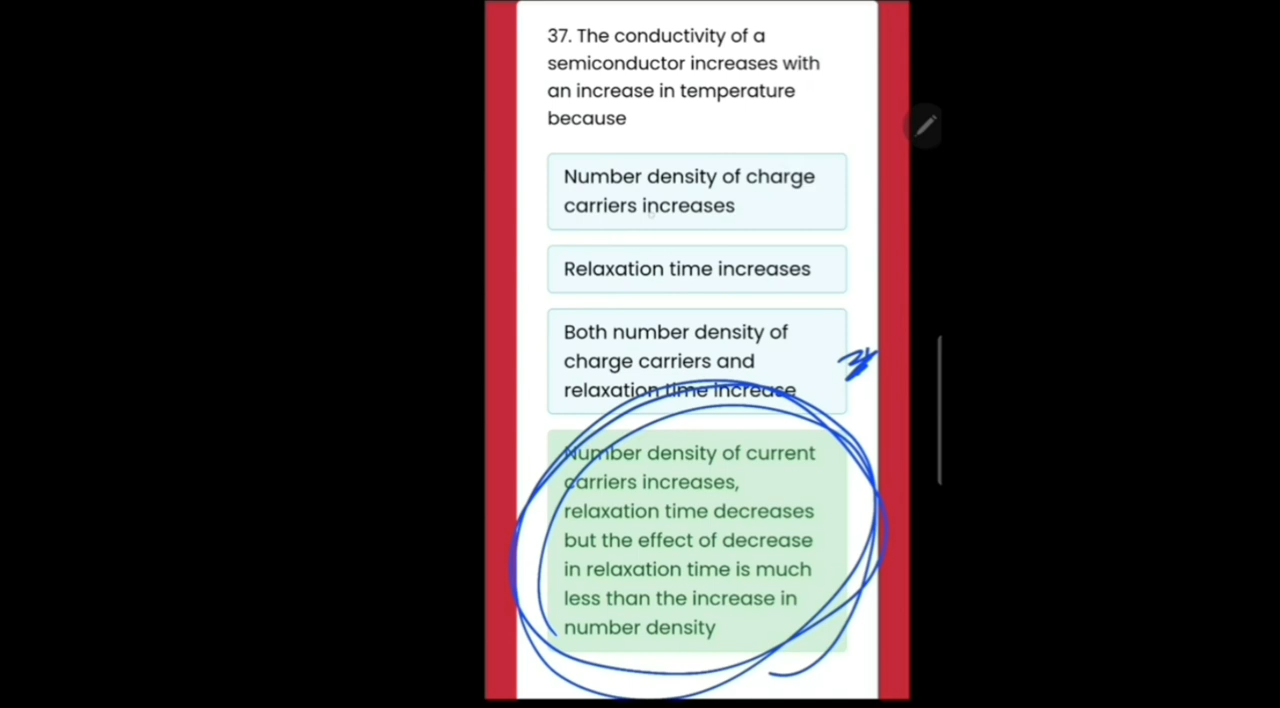 37. The conductivity of a
semiconductor increases with
an increase in temperature
because
Number density of charge
carriers increases
Relaxation time increases
Both number density of
charge carriers and
relaxation time increase
Number density of current
carriers increases,
relaxation time decreases
but the effect of decrease
in relaxation time is much
less than the increase in
number density